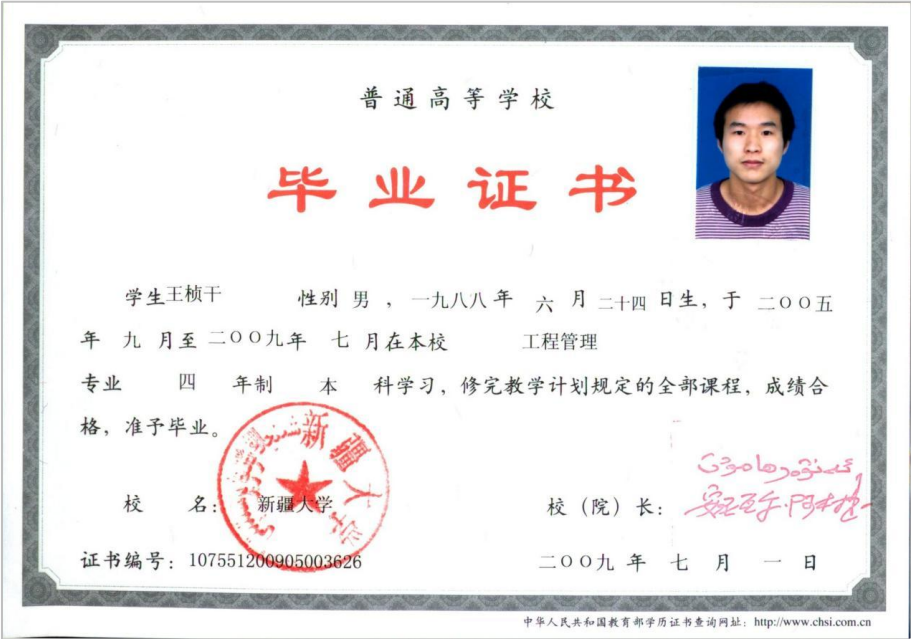 普通高等学校
毕业证书
学生王桢干 性别 男 ，一九八八年 六 月 二十四 日生，于 二〇〇五
年 九 月至 二〇〇九年 七 月在本校 工程管理
专业 四 年制 本 科学习，修完教学计划规定的全部课程，成绩合
格，准予毕业。
新疆大学
校 名： 新疆大学 校（院）长：
证书编号：107551200905003626 二〇〇九年 七 月 一 日
中华人民共和国教育部学历证书查询网址：http://www.chsi.com.cn